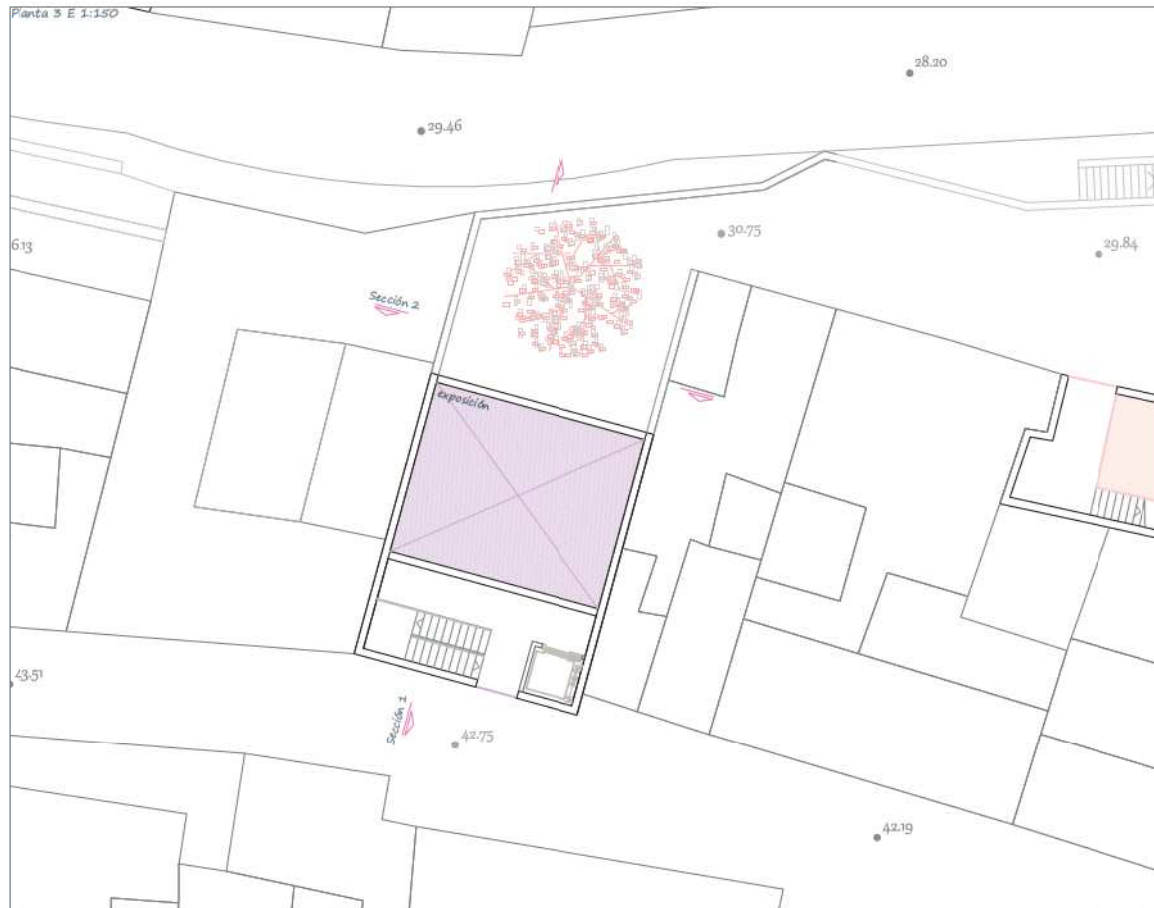 Planta 3 E 1:150
28.20
29.46
30.75
29.84
6.13
Sección 2
exposición
43.51
Sección 1
42.75
42.19